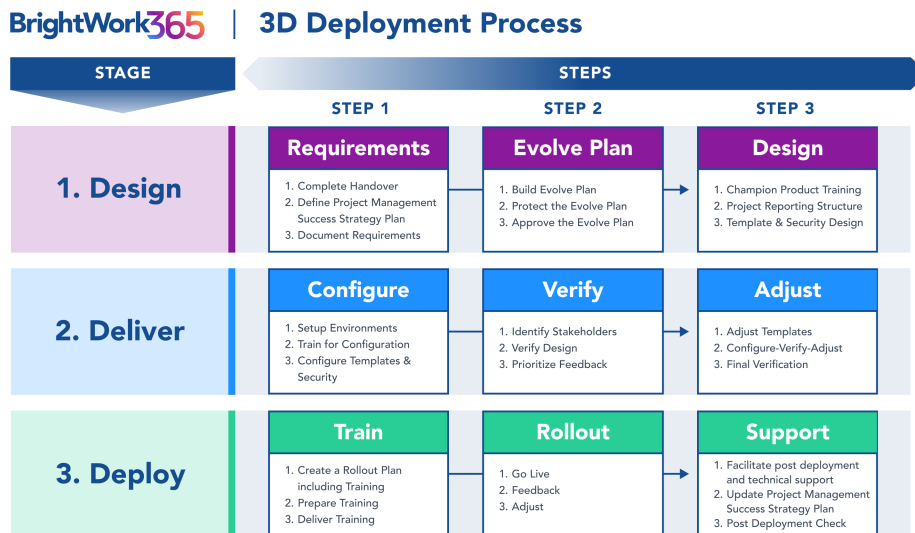 BrightWork365 | 3D Deployment Process
STAGE
STEPS
STEP 1
STEP 2
STEP 3
1. Design
Requirements
1. Complete Handover
2. Define Project Management
Success Strategy Plan
3. Document Requirements
Evolve Plan
1. Build Evolve Plan
2. Protect the Evolve Plan
3. Approve the Evolve Plan
Design
1. Champion Product Training
2. Project Reporting Structure
3. Template & Security Design
2. Deliver
Configure
1. Setup Environments
2. Train for Configuration
3. Configure Templates &
Security
Verify
1. Identify Stakeholders
2. Verify Design
3. Prioritize Feedback
Adjust
1. Adjust Templates
2. Configure-Verify-Adjust
3. Final Verification
3. Deploy
Train
1. Create a Rollout Plan
including Training
2. Prepare Training
3. Deliver Training
Rollout
1. Go Live
2. Feedback
3. Adjust
Support
1. Facilitate post deployment
and technical support
2. Update Project Management
Success Strategy Plan
3. Post Deployment Check